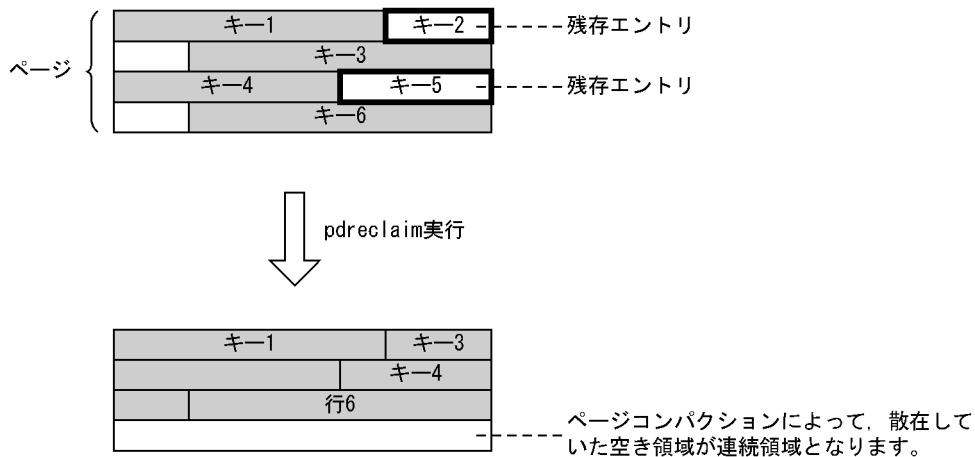 キー1
キー2
残存エントリ
キー3
ページ
キー4
キー5
残存エントリ
キー6
pdreclaim実行
キー1
キー3
キー4
行6
ページコンパクションによって，散在して
いた空き領域が連続領域となります。